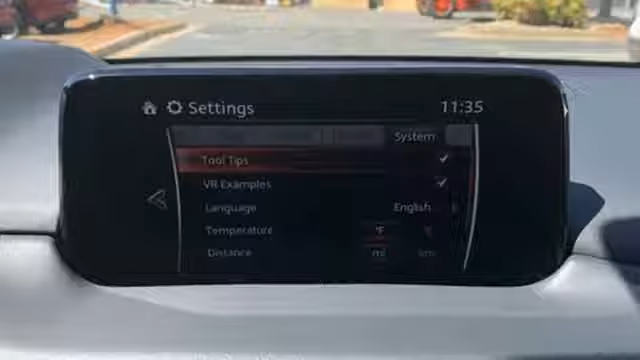 Settings 11:35
System
Tool Tips
VR Examples
Language English
Temperature °F
Distance mi km